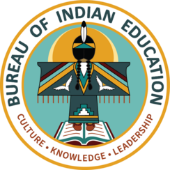 BUREAU OF INDIAN EDUCATION
CULTURE • KNOWLEDGE • LEADERSHIP